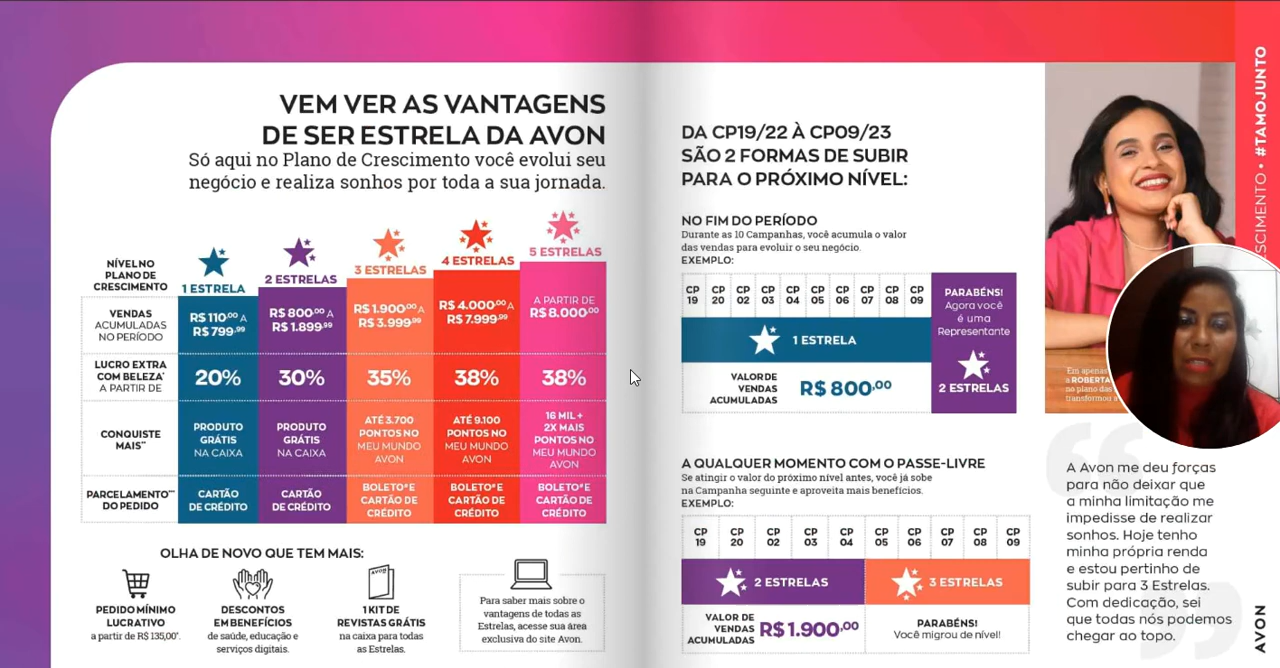 VEM VER AS VANTAGENS
DE SER ESTRELA DA AVON
Só aqui no Plano de Crescimento você evolui seu
negócio e realiza sonhos por toda a sua jornada.
NÍVEL NO
PLANO DE
CRESCIMENTO
1 ESTRELA
2 ESTRELAS
3 ESTRELAS
4 ESTRELAS
5 ESTRELAS
VENDAS
ACUMULADAS
NO PERÍODO
R$ 110,00 A
R$ 799,99
R$ 800,00 A
R$ 1.899,99
R$ 1.900,00 A
R$ 3.999,99
R$ 4.000,00 A
R$ 7.999,99
A PARTIR DE
R$ 8.000,00
LUCRO EXTRA
COM BELEZA*
A PARTIR DE
20%
30%
35%
38%
38%
CONQUISTE
MAIS**
PRODUTO
GRÁTIS
NA CAIXA
PRODUTO
GRÁTIS
NA CAIXA
ATÉ 3.700
PONTOS NO
MEU MUNDO
AVON
ATÉ 9.100
PONTOS NO
MEU MUNDO
AVON
16 MIL +
2X MAIS
PONTOS NO
MEU MUNDO
AVON
PARCELAMENTO***
DO PEDIDO
CARTÃO
DE CRÉDITO
CARTÃO
DE CRÉDITO
BOLETO* E
CARTÃO DE
CRÉDITO
BOLETO* E
CARTÃO DE
CRÉDITO
BOLETO* E
CARTÃO DE
CRÉDITO
OLHA DE NOVO QUE TEM MAIS:
PEDIDO MÍNIMO
LUCRATIVO
a partir de R$ 135,00*.
DESCONTOS
EM BENEFÍCIOS
de saúde, educação e
serviços digitais.
AVON
1 KIT DE
REVISTAS GRÁTIS
na caixa para todas
as Estrelas.
Para saber mais sobre o
vantagens de todas as
Estrelas, acesse sua área
exclusiva do site Avon.
DA CP19/22 À CP09/23
SÃO 2 FORMAS DE SUBIR
PARA O PRÓXIMO NÍVEL:
NO FIM DO PERÍODO
Durante as 10 Campanhas, você acumula o valor
das vendas para evoluir o seu negócio.
EXEMPLO:
CP 19 CP 20 CP 02 CP 03 CP 04 CP 05 CP 06 CP 07 CP 08 CP 09
1 ESTRELA
VALOR DE
VENDAS
ACUMULADAS
R$ 800,00
PARABÉNS!
Agora você
é uma
Representante
2 ESTRELAS
A QUALQUER MOMENTO COM O PASSE-LIVRE
Se atingir o valor do próximo nível antes, você já sobe
na Campanha seguinte e aproveita mais benefícios.
EXEMPLO:
CP 19 CP 20 CP 02 CP 03 CP 04 CP 05 CP 06 CP 07 CP 08 CP 09
2 ESTRELAS
3 ESTRELAS
VALOR DE
VENDAS
ACUMULADAS
R$ 1.900,00
PARABÉNS!
Você migrou de nível!
Em apenas
a ROBERTA
no plano das
transformou a
A Avon me deu forças
para não deixar que
a minha limitação me
impedisse de realizar
sonhos. Hoje tenho
minha própria renda
e estou pertinho de
subir para 3 Estrelas.
Com dedicação, sei
que todas nós podemos
chegar ao topo.
SCIMENTO • #TAMOJUNTO
AVON